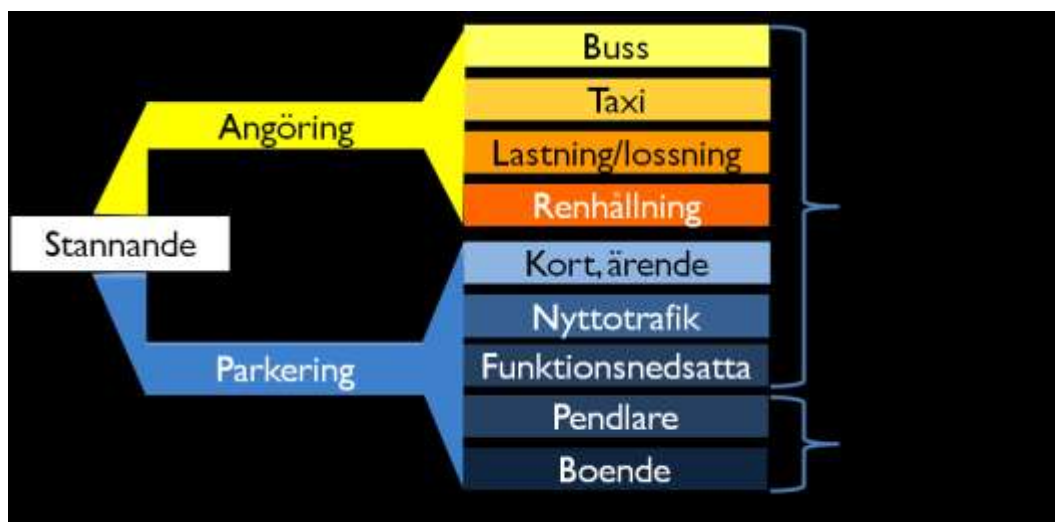 Stannande
Angöring
Buss
Taxi
Lastning/lossning
Renhållning
Parkering
Kort, ärende
Nyttotrafik
Funktionsnedsatta
Pendlare
Boende